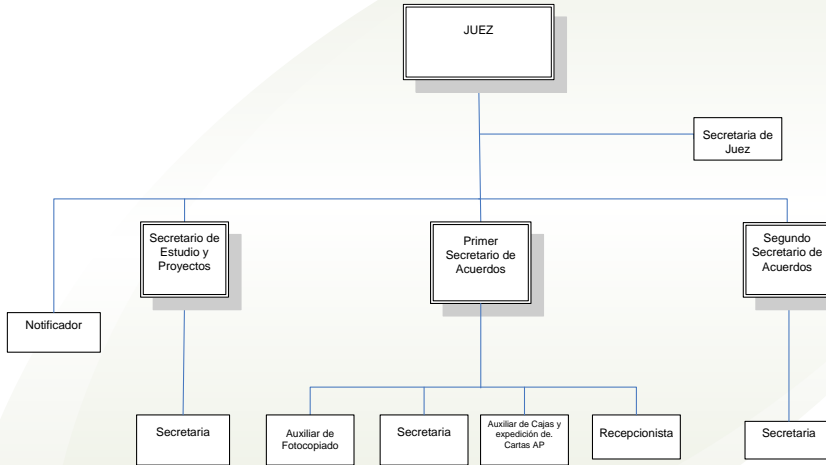 JUEZ
Secretaria de
Juez
Secretario de
Estudio y
Proyectos
Primer
Secretario de
Acuerdos
Segundo
Secretario de
Acuerdos
Notificador
Secretaria
Auxiliar de
Fotocopiado
Secretaria
Auxiliar de Cajas y
expedición de.
Cartas AP
Recepcionista
Secretaria